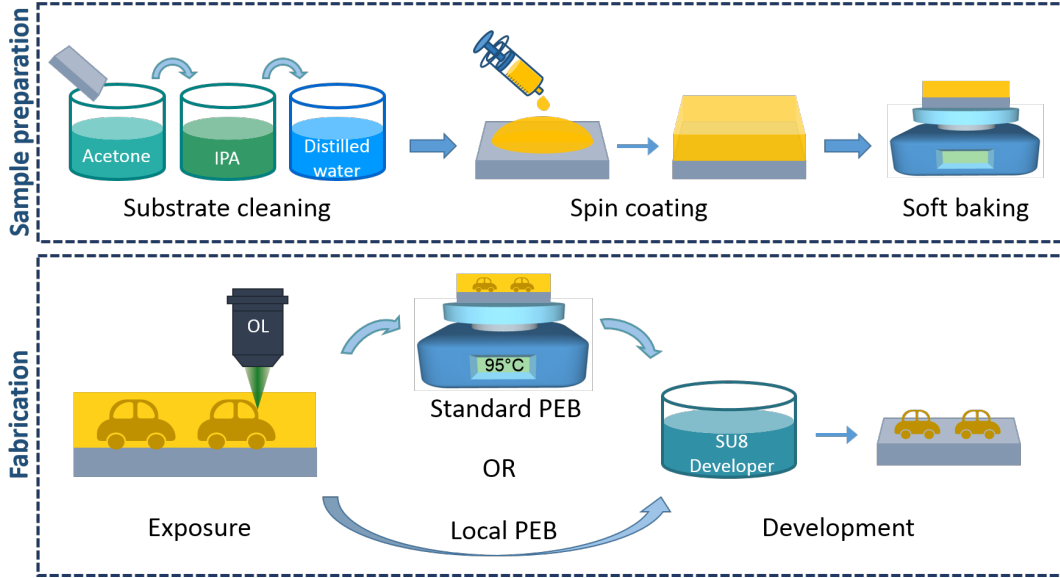 Sample preparation
Acetone
IPA
Distilled
water
Substrate cleaning
Spin coating
Soft baking
Fabrication
OL
95°C
Standard PEB
OR
Local PEB
SU8
Developer
Exposure
Development